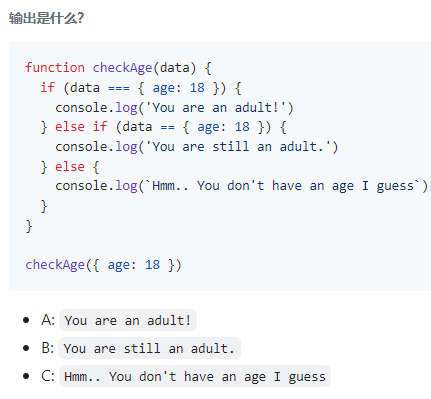 输出是什么?
function checkAge(data) {
  if (data === { age: 18 }) {
    console.log('You are an adult!')
  } else if (data == { age: 18 }) {
    console.log('You are still an adult.')
  } else {
    console.log(`Hmm.. You don't have an age I guess`)
  }
}
checkAge({ age: 18 })
A: You are an adult!
B: You are still an adult.
C: Hmm.. You don't have an age I guess